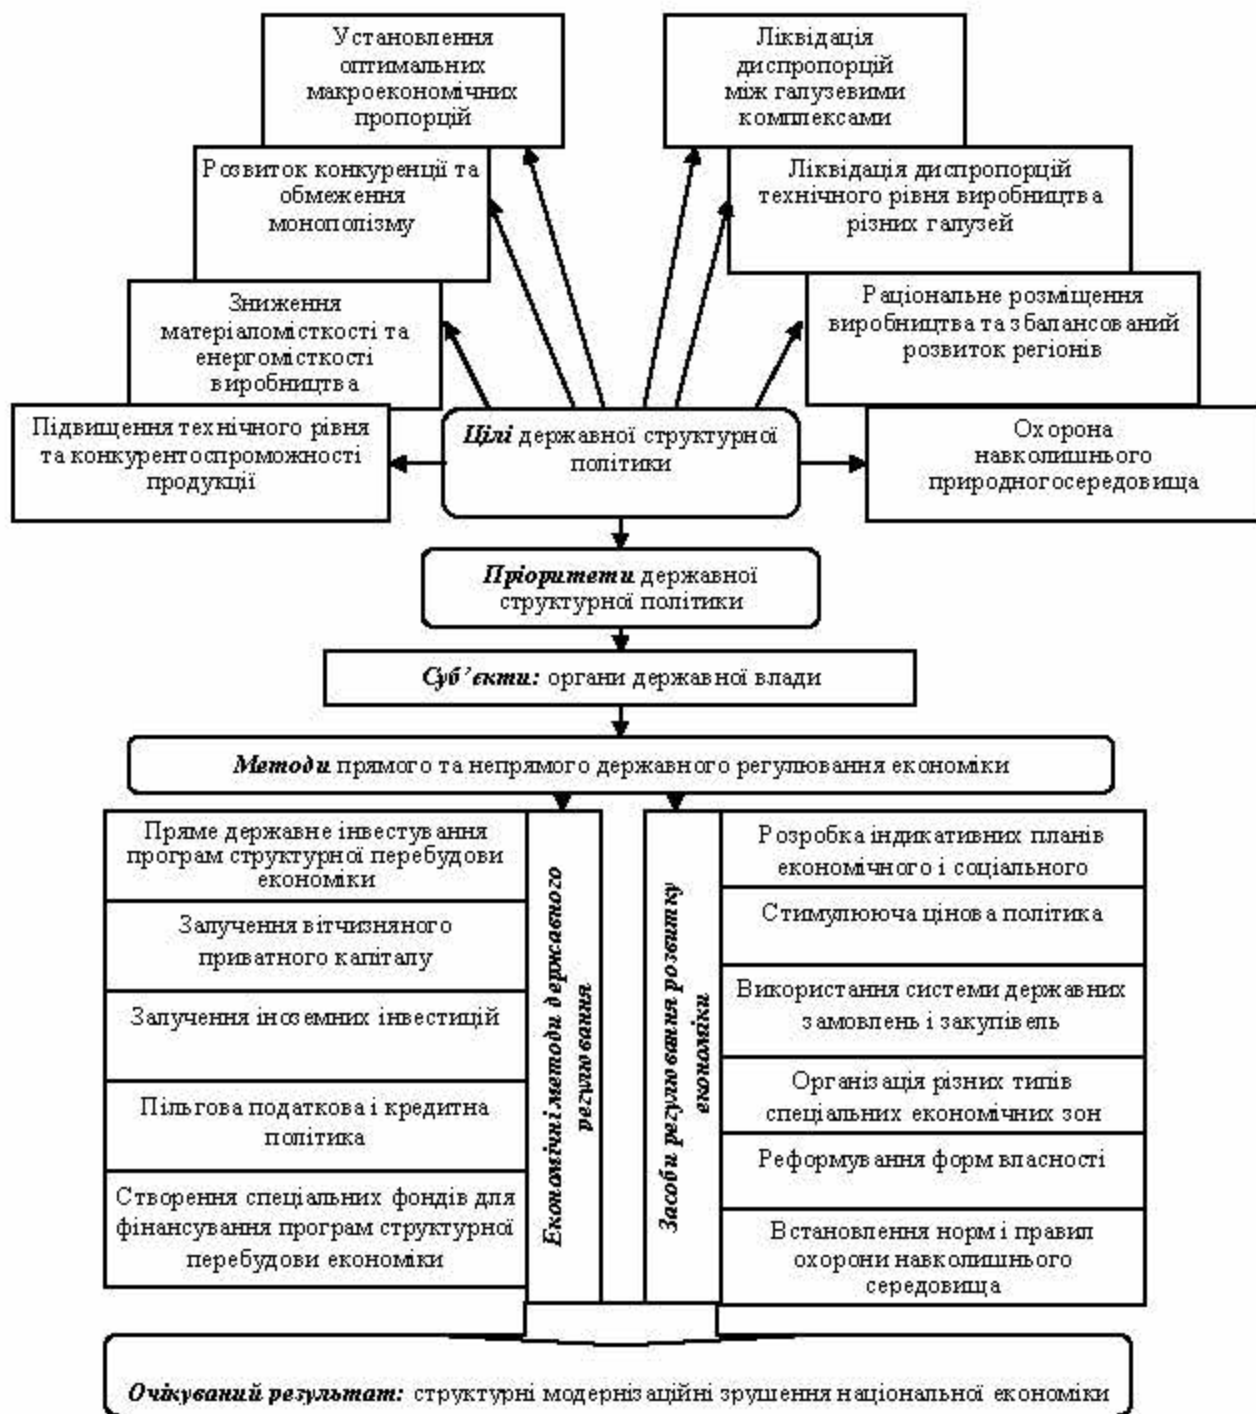 Установлення
оптимальних
макроекономічних
пропорцій
Ліквідація
диспропорцій
між галузевими
комплексами
Розвиток конкуренції та
обмеження
монополізму
Ліквідація диспропорцій
технічного рівня виробництва
різних галузей
Зниження
матеріаломісткості та
енергомісткості
виробництва
Раціональне розміщення
виробництва та збалансований
розвиток регіонів
Підвищення технічного рівня
та конкурентоспроможності
продукції
Цілі державної структурної
політики
Охорона
навколишнього
природногосередовища
Пріоритети державної
структурної політики
Суб’єкти: органи державної влади
Методи прямого та непрямого державного регулювання економіки
Пряме державне інвестування
програм структурної перебудови
економіки
Залучення вітчизняного
приватного капіталу
Залучення іноземних інвестицій
Пільгова податкова і кредитна
політика
Створення спеціальних фондів для
фінансування програм структурної
перебудови економіки
Економічні методи державного
регулювання
Засоби регулювання розвитку
економіки
Розробка індикативних планів
економічного і соціального
Стимулююча цінова політика
Використання системи державних
замовлень і закупівель
Організація різних типів
спеціальних економічних зон
Реформування форм власності
Встановлення норм і правил
охорони навколишнього
середовища
Очікуваний результат: структурні модернізаційні зрушення національної економіки